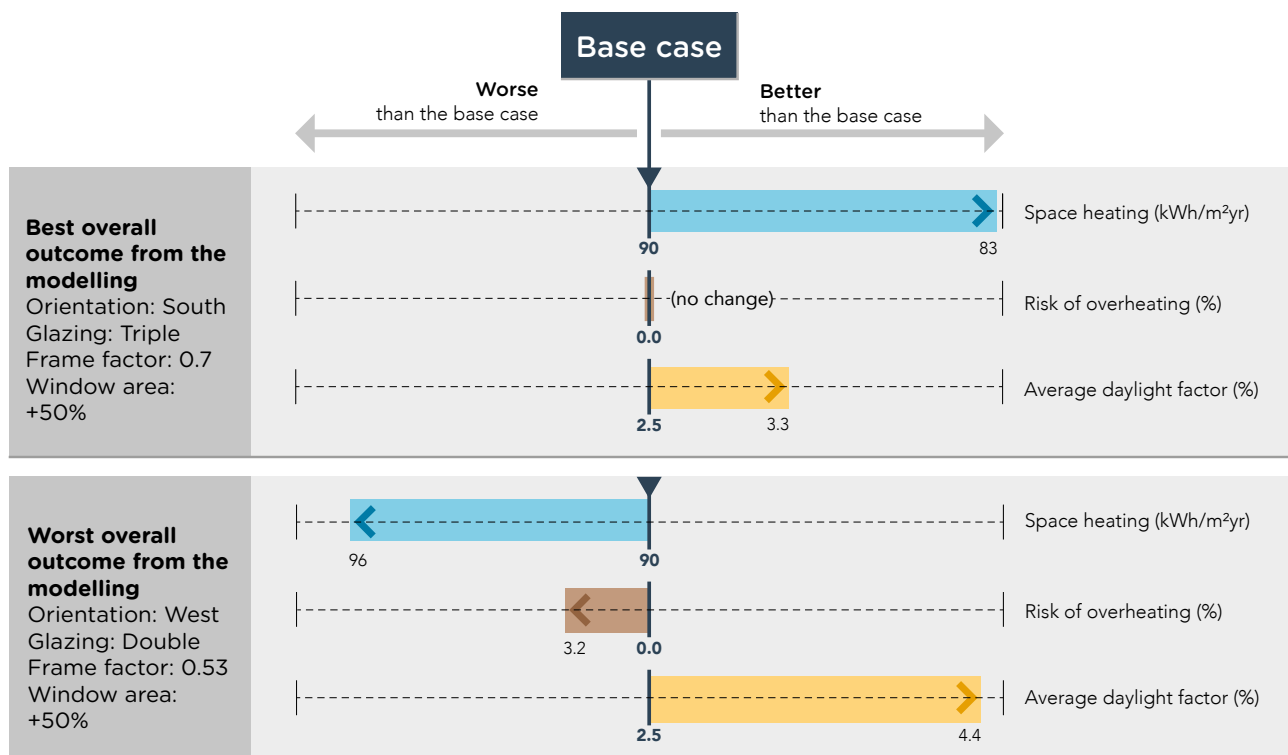 Base case
Worse
than the base case
Better
than the base case
Best overall
outcome from the
modelling
Orientation: South
Glazing: Triple
Frame factor: 0.7
Window area:
+50%
90
83
Space heating (kWh/m²yr)
(no change)
0.0
Risk of overheating (%)
2.5
3.3
Average daylight factor (%)
Worst overall
outcome from the
modelling
Orientation: West
Glazing: Double
Frame factor: 0.53
Window area:
+50%
96
90
Space heating (kWh/m²yr)
3.2
0.0
Risk of overheating (%)
2.5
4.4
Average daylight factor (%)